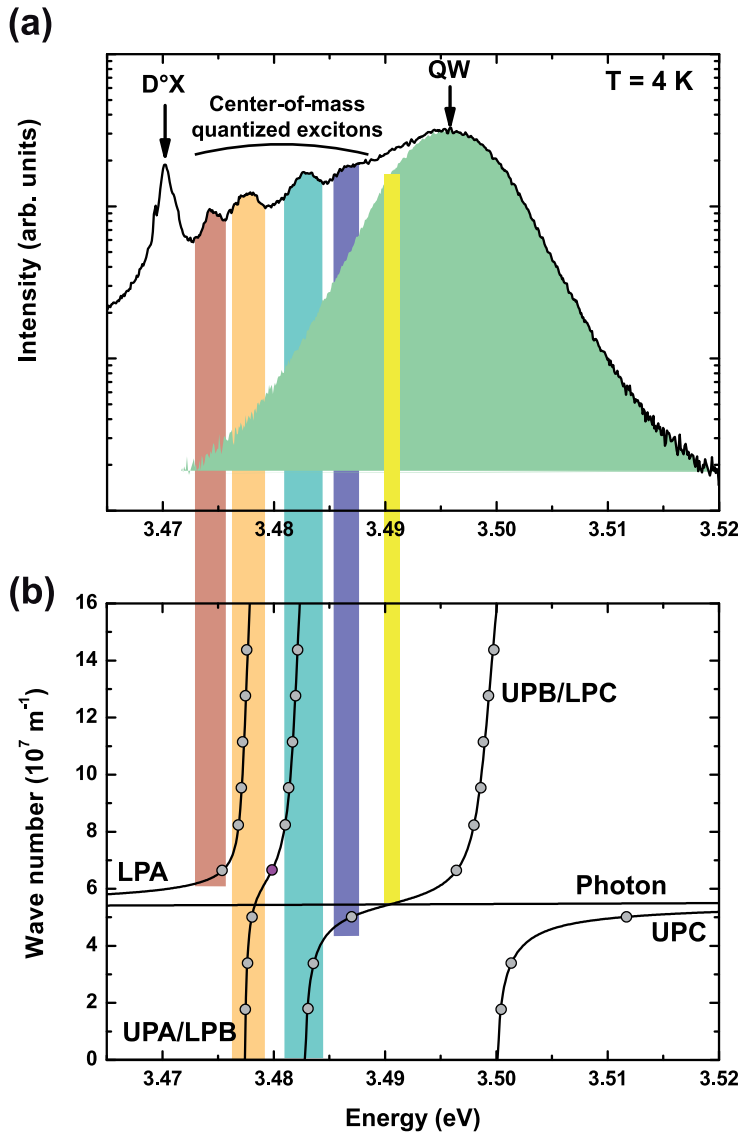 (a)
D°X
Center-of-mass
quantized excitons
QW
T = 4 K
Intensity (arb. units)
3.47 3.48 3.49 3.50 3.51 3.52
(b)
16
14
12
10
8
6
4
2
0
Wave number (10⁷ m⁻¹)
UPB/LPC
LPA
Photon
UPC
UPA/LPB
3.47 3.48 3.49 3.50 3.51 3.52
Energy (eV)